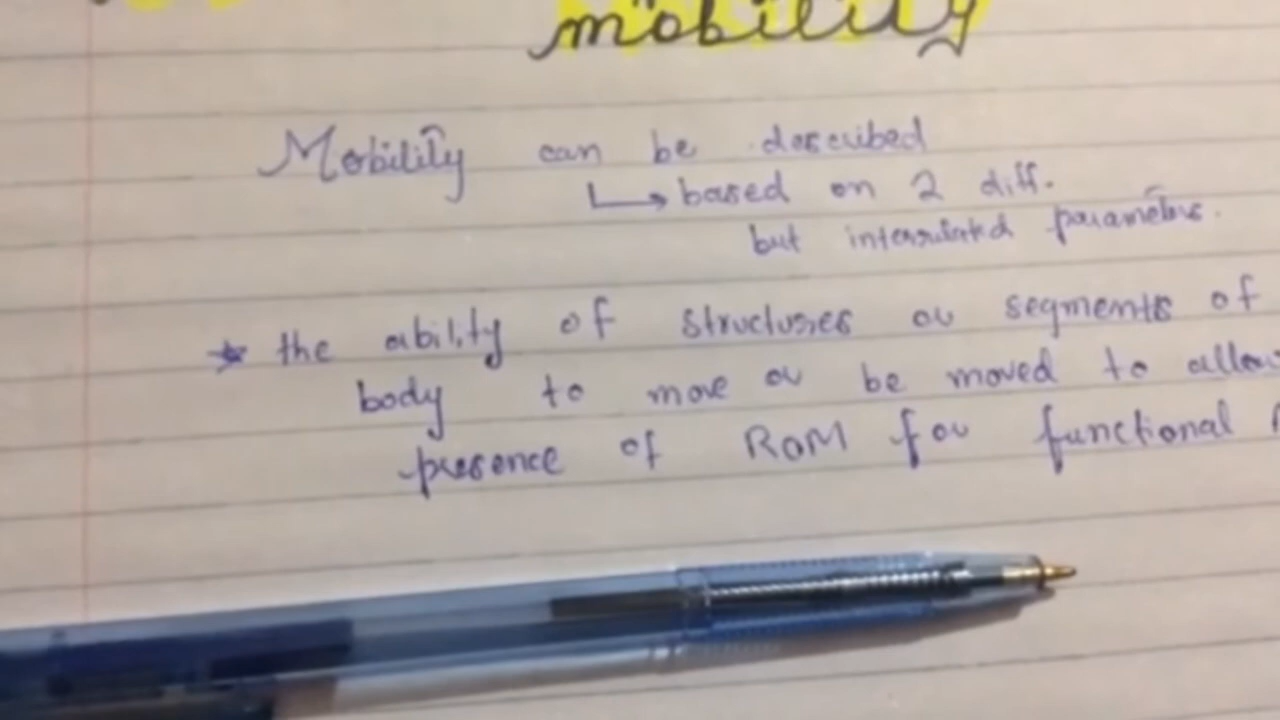 mobility
Mobility can be described
↳ based on 2 diff.
but interrelated parameters.
* the ability of structures or segments of
body to move or be moved to allow
presence of ROM for functional